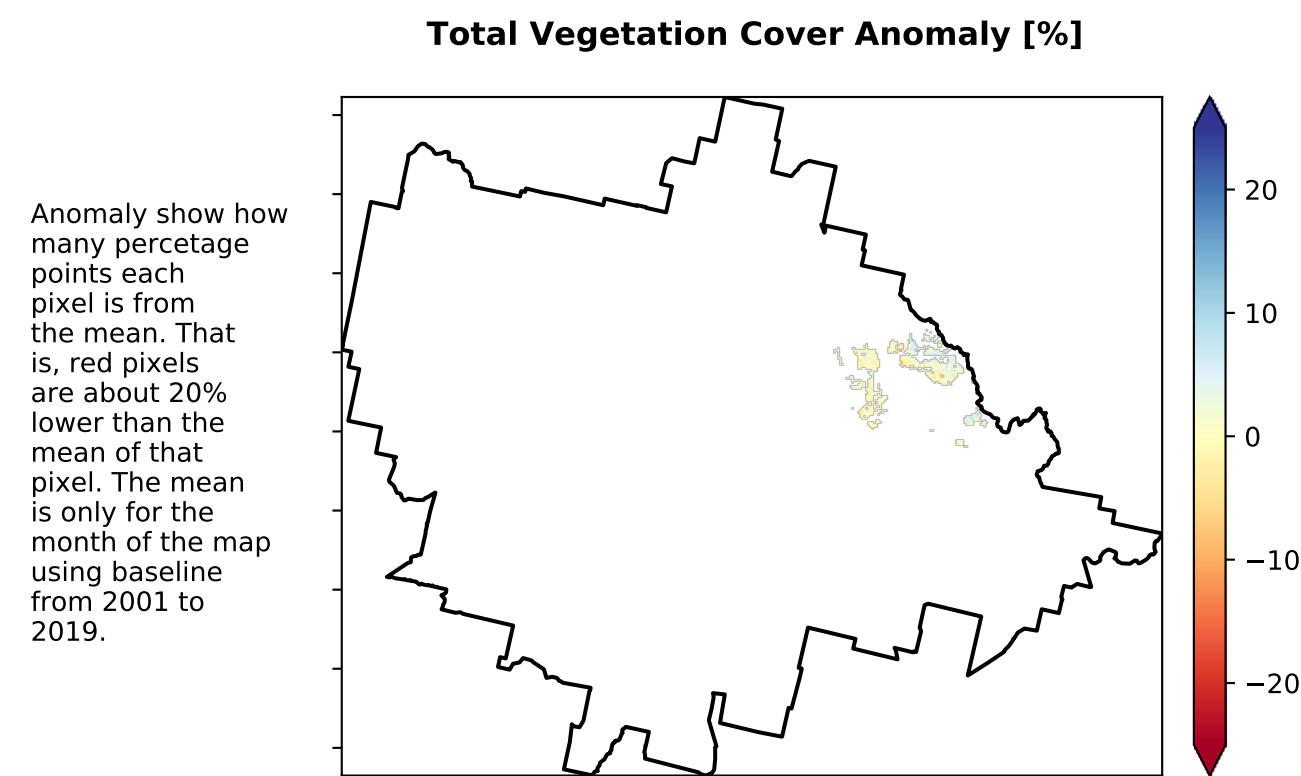 Total Vegetation Cover Anomaly [%]
Anomaly show how
many percetage
points each
pixel is from
the mean. That
is, red pixels
are about 20%
lower than the
mean of that
pixel. The mean
is only for the
month of the map
using baseline
from 2001 to
2019.
20
10
0
−10
−20